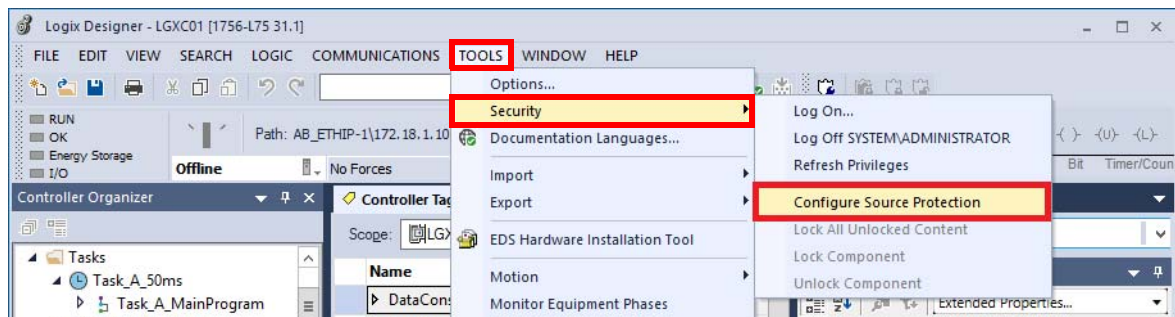 Logix Designer - LGXC01 [1756-L75 31.1]
FILE EDIT VIEW SEARCH LOGIC COMMUNICATIONS TOOLS WINDOW HELP
Options...
Security
Documentation Languages...
Import
Export
EDS Hardware Installation Tool
Motion
Monitor Equipment Phases
Log On...
Log Off SYSTEM\ADMINISTRATOR
Refresh Privileges
Configure Source Protection
Lock All Unlocked Content
Lock Component
Unlock Component
RUN
OK
Energy Storage
I/O
Path: AB_ETHIP-1\172.18.1.10
Offline
No Forces
-( )- -(U)- -(L)-
Bit Timer/Coun
Controller Organizer
Controller Tag
Scope: LGX
Name
DataCons
Tasks
Task_A_50ms
Task_A_MainProgram
Extended Properties...